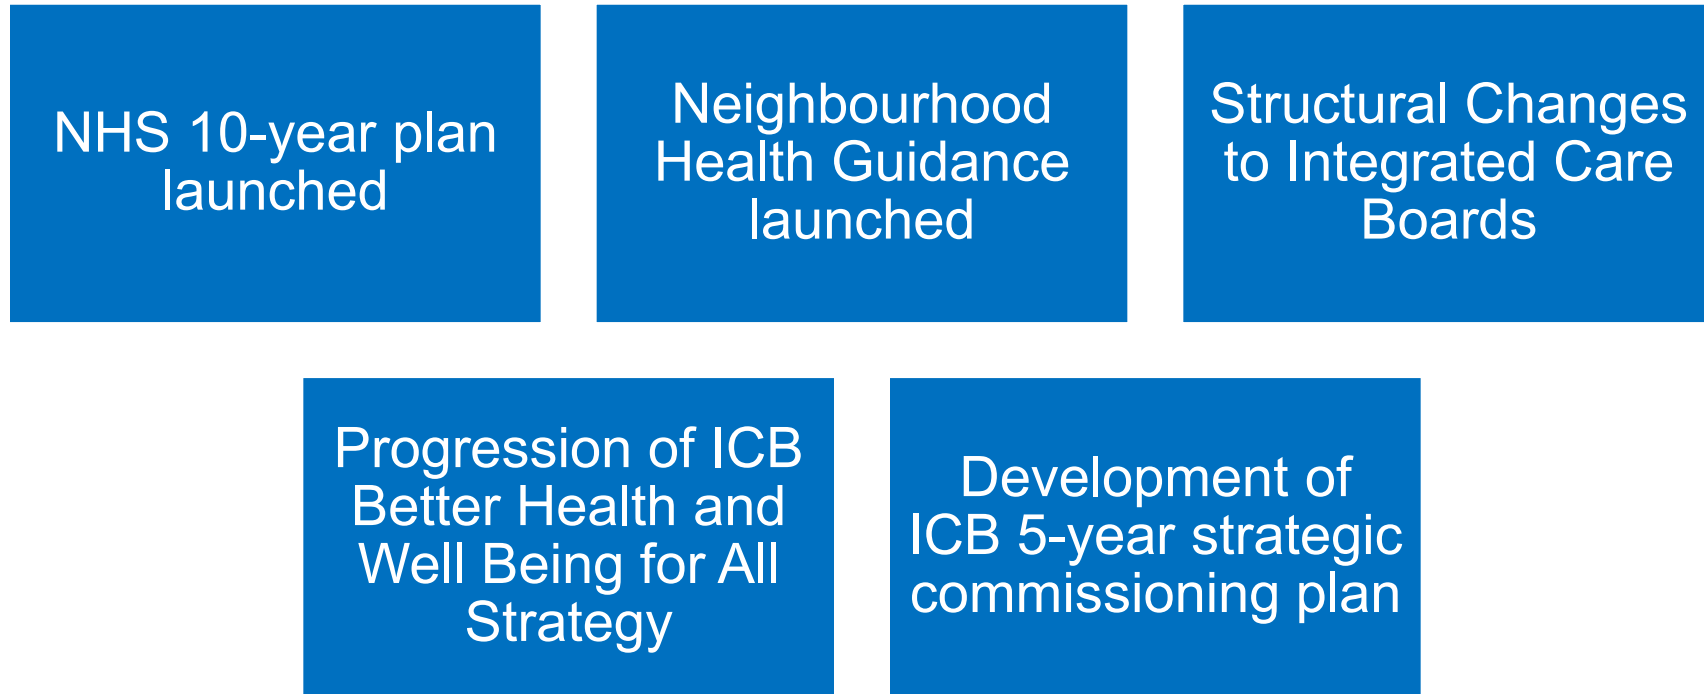 NHS 10-year plan
launched
Neighbourhood
Health Guidance
launched
Structural Changes
to Integrated Care
Boards
Progression of ICB
Better Health and
Well Being for All
Strategy
Development of
ICB 5-year strategic
commissioning plan